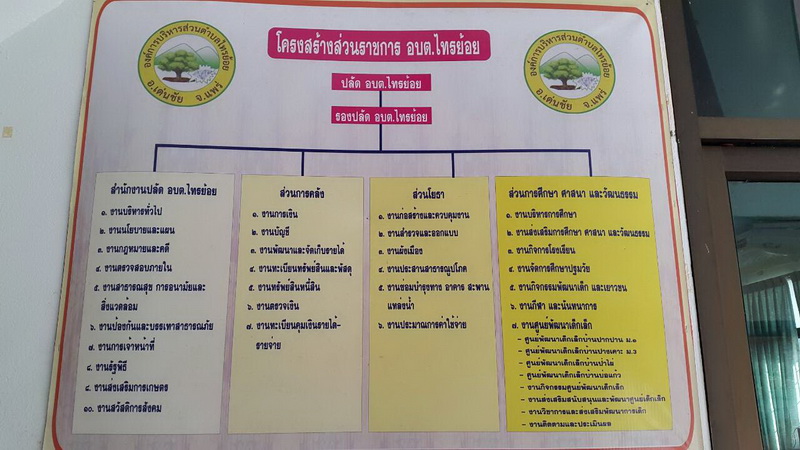 โครงสร้างส่วนราชการ อบต.ไทรย้อย
องค์การบริหารส่วนตำบลไทรย้อย
อ.เด่นชัย จ.แพร่
องค์การบริหารส่วนตำบลไทรย้อย
อ.เด่นชัย จ.แพร่
ปลัด อบต.ไทรย้อย
รองปลัด อบต.ไทรย้อย
สำนักงานปลัด อบต.ไทรย้อย
๑. งานบริหารทั่วไป
๒. งานนโยบายและแผน
๓. งานกฎหมายและคดี
๔. งานตรวจสอบภายใน
๕. งานสาธารณสุข การอนามัยและ
สิ่งแวดล้อม
๖. งานป้องกันและบรรเทาสาธารณภัย
๗. งานการเจ้าหน้าที่
๘. งานรัฐพิธี
๙. งานส่งเสริมการเกษตร
๑๐. งานสวัสดิการสังคม
ส่วนการคลัง
๑. งานการเงิน
๒. งานบัญชี
๓. งานพัฒนาและจัดเก็บรายได้
๔. งานทะเบียนทรัพย์สินและพัสดุ
๕. งานทรัพย์สินหนี้สิน
๖. งานตรวจเงิน
๗. งานทะเบียนคุมเงินรายได้-
รายจ่าย
ส่วนโยธา
๑. งานก่อสร้างและควบคุมงาน
๒. งานสำรวจและออกแบบ
๓. งานผังเมือง
๔. งานประสานสาธารณูปโภค
๕. งานซ่อมบำรุงทาง อาคาร สะพาน
แหล่งน้ำ
๖. งานประมาณการค่าใช้จ่าย
ส่วนการศึกษา ศาสนา และวัฒนธรรม
๑. งานบริหารการศึกษา
๒. งานส่งเสริมการศึกษา ศาสนา และวัฒนธรรม
๓. งานกิจการโรงเรียน
๔. งานจัดการศึกษาปฐมวัย
๕. งานกิจกรรมพัฒนาเด็ก และเยาวชน
๖. งานกีฬา และนันทนาการ
๗. งานศูนย์พัฒนาเด็กเล็ก
- ศูนย์พัฒนาเด็กเล็กบ้านปากปาน ม.๑
- ศูนย์พัฒนาเด็กเล็กบ้านปางเคาะ ม.๓
- ศูนย์พัฒนาเด็กเล็กบ้านป่าไผ่
- ศูนย์พัฒนาเด็กเล็กบ้านบ่อแก้ว
- งานกิจกรรมศูนย์พัฒนาเด็กเล็ก
- งานส่งเสริมสนับสนุนและพัฒนาศูนย์เด็กเล็ก
- งานวิชาการและส่งเสริมพัฒนาการเด็ก
- งานติดตามและประเมินผล